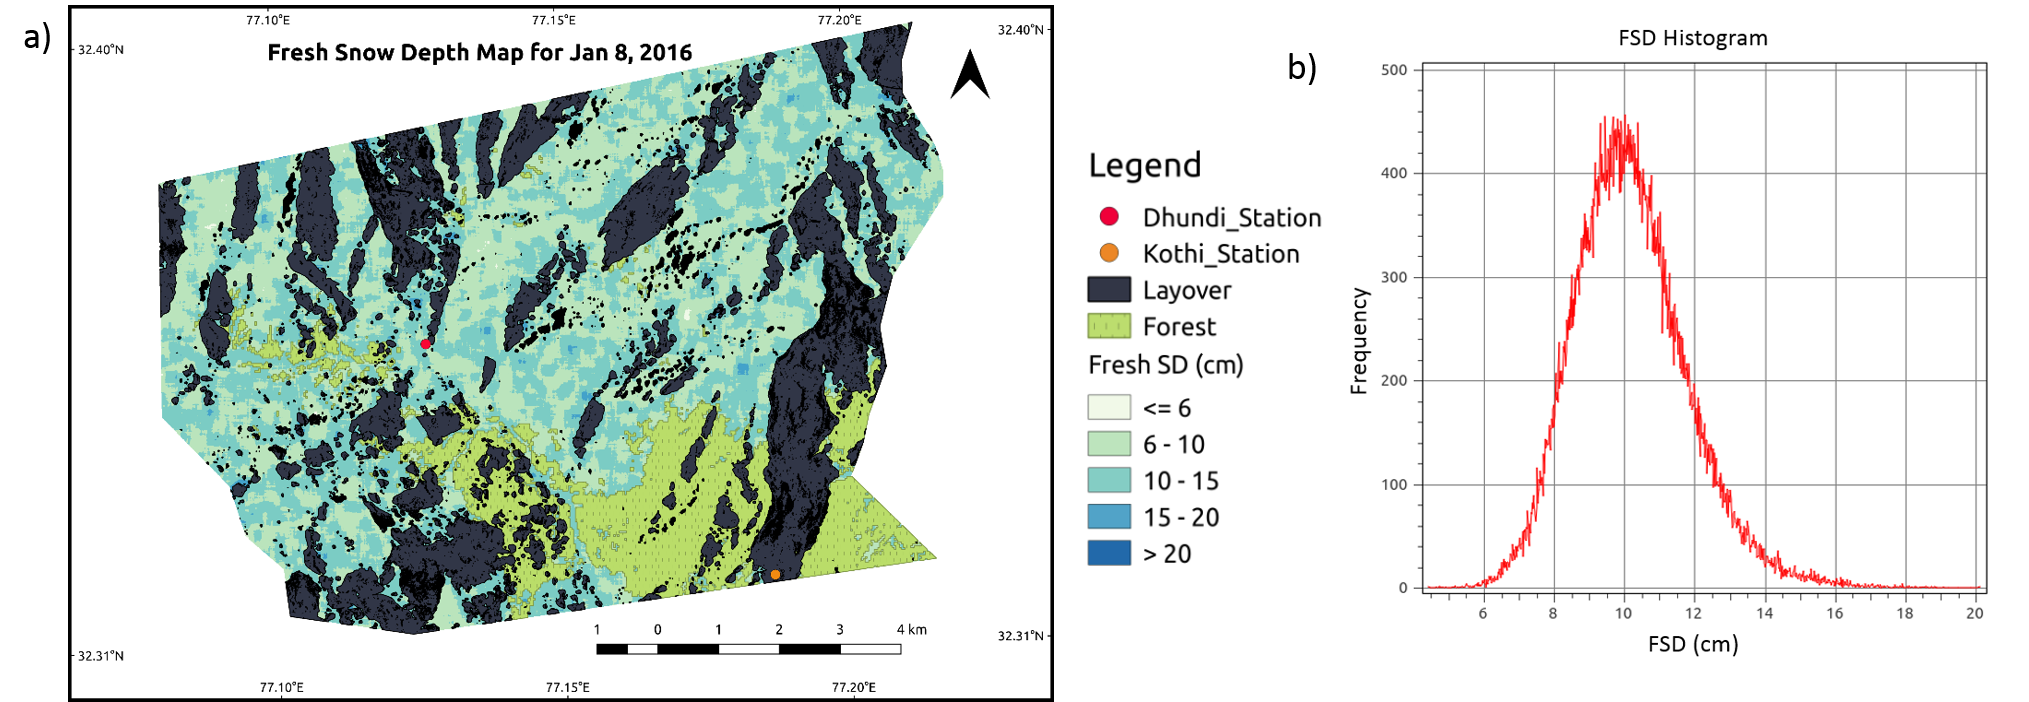 a)
77.10°E 77.15°E 77.20°E
32.40°N 32.40°N
Fresh Snow Depth Map for Jan 8, 2016
1 0 1 2 3 4 km
32.31°N 32.31°N
77.10°E 77.15°E 77.20°E
Legend
Dhundi_Station
Kothi_Station
Layover
Forest
Fresh SD (cm)
<= 6
6 - 10
10 - 15
15 - 20
> 20
b)
FSD Histogram
500
400
300
200
100
0
Frequency
6 8 10 12 14 16 18 20
FSD (cm)